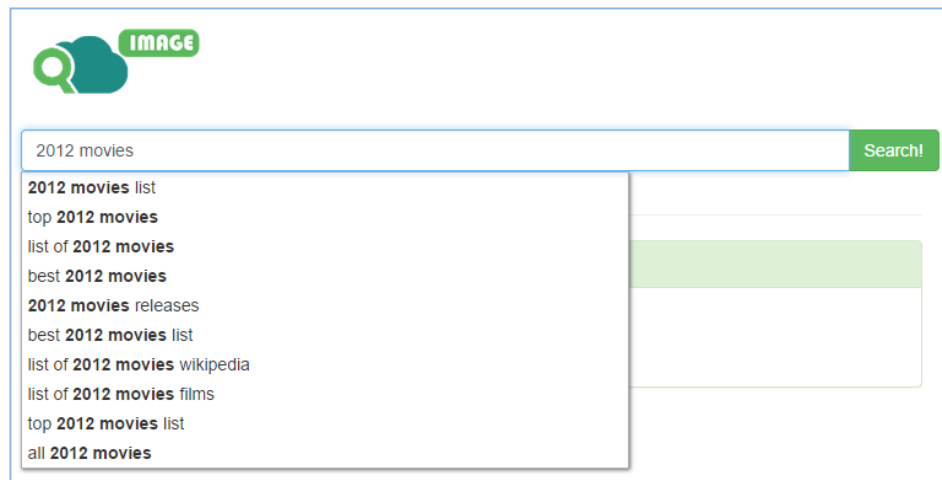 IMAGE
2012 movies
Search!
2012 movies list
top 2012 movies
list of 2012 movies
best 2012 movies
2012 movies releases
best 2012 movies list
list of 2012 movies wikipedia
list of 2012 movies films
top 2012 movies list
all 2012 movies